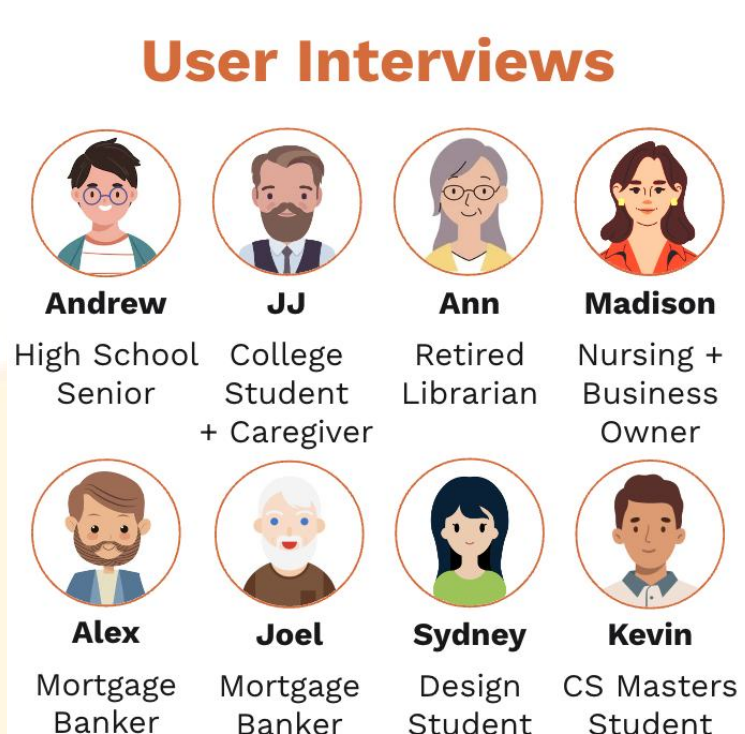 User Interviews
Andrew
High School
Senior
JJ
College
Student
+ Caregiver
Ann
Retired
Librarian
Madison
Nursing +
Business
Owner
Alex
Mortgage
Banker
Joel
Mortgage
Banker
Sydney
Design
Student
Kevin
CS Masters
Student